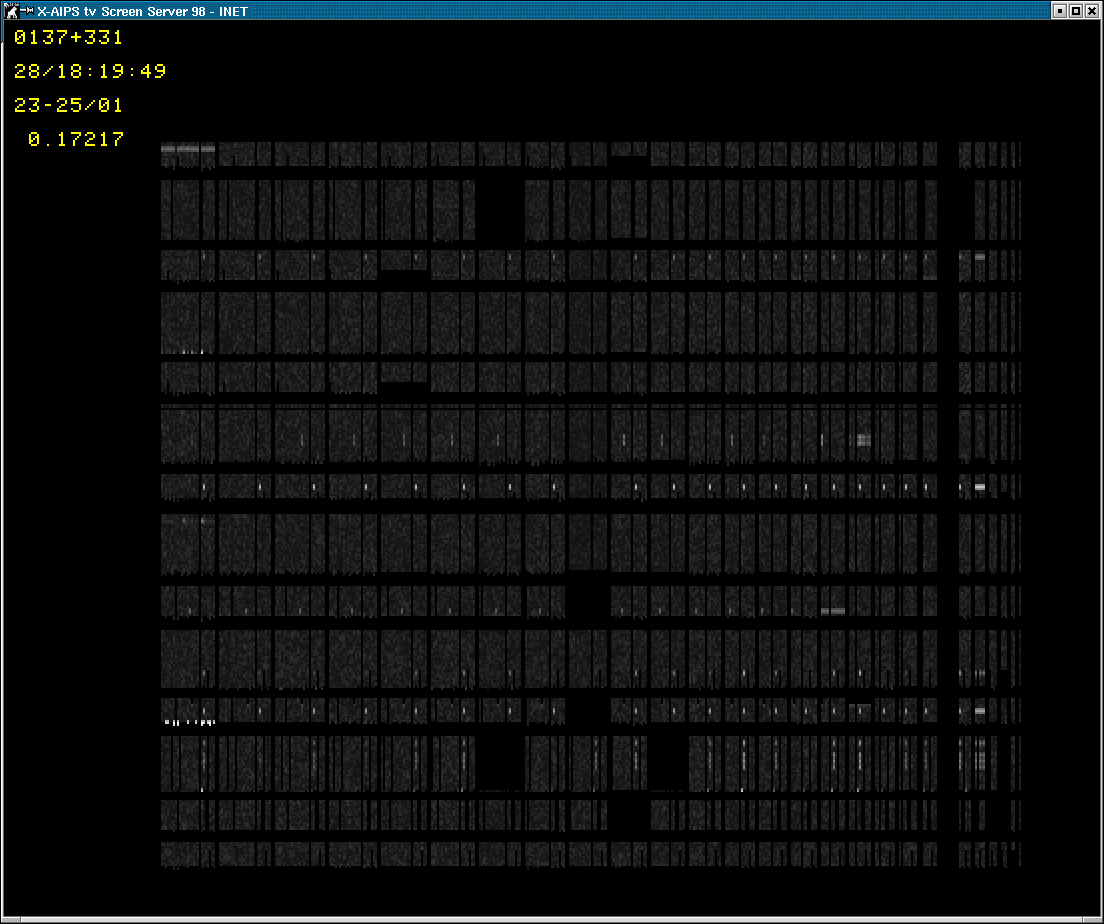 X-AIPS tv Screen Server 98 - INET
0137+331
28/18:19:49
23-25/01
0.17217